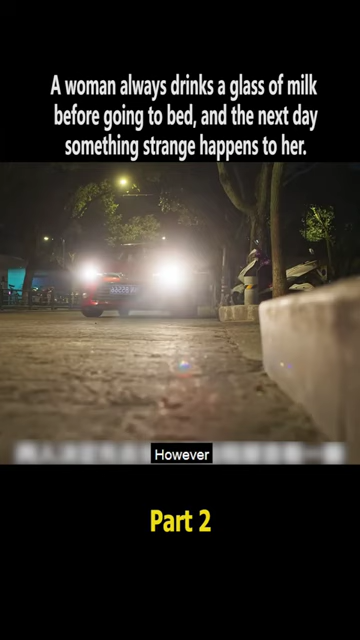 A woman always drinks a glass of milk
before going to bed, and the next day
something strange happens to her.
However
Part 2